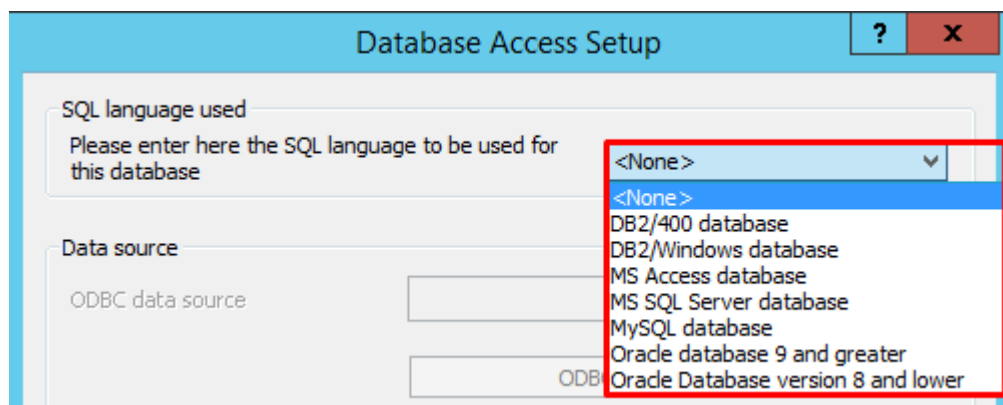 Database Access Setup
?
x
SQL language used
Please enter here the SQL language to be used for
this database
<None>
<None>
DB2/400 database
DB2/Windows database
MS Access database
MS SQL Server database
MySQL database
Oracle database 9 and greater
Oracle Database version 8 and lower
Data source
ODBC data source
ODBC